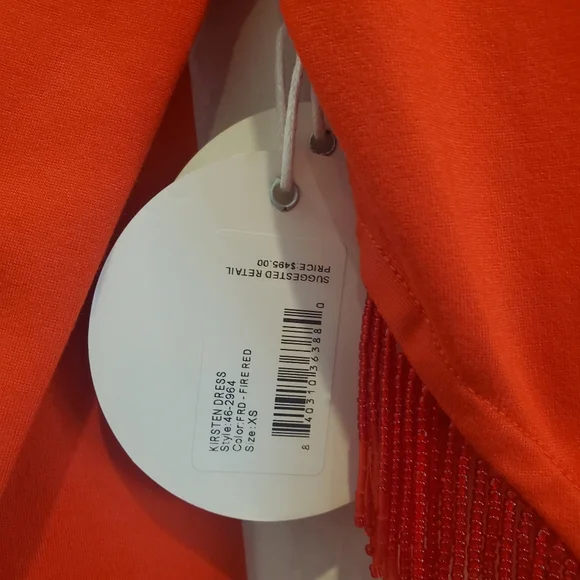 KIRSTEN DRESS
Style:46-2964
Color:FRD - FIRE RED
Size:XS
8 40310 36388 0
SUGGESTED RETAIL
PRICE $495.00